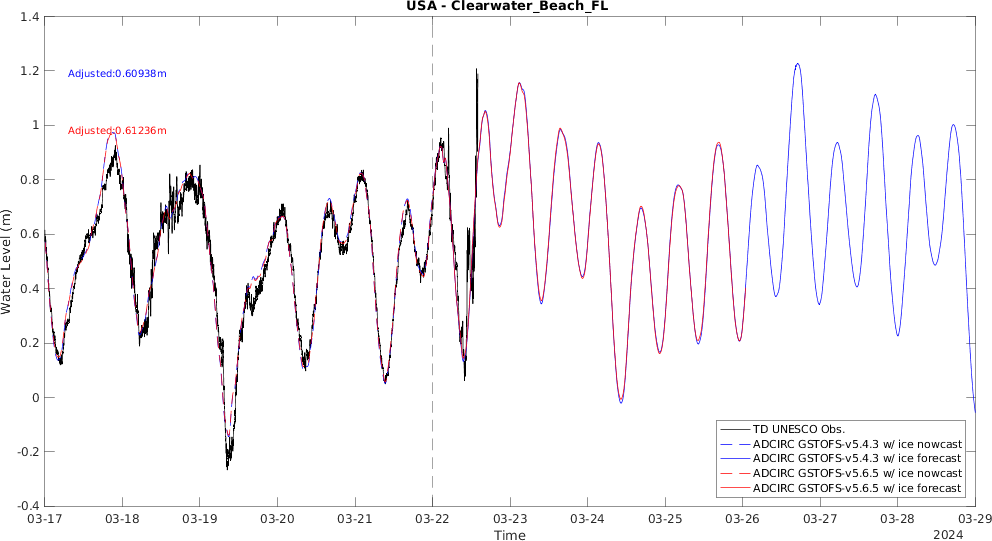 USA - Clearwater_Beach_FL
1.4
1.2
1
0.8
0.6
0.4
0.2
0
-0.2
-0.4
Water Level (m)
Adjusted:0.60938m
Adjusted:0.61236m
TD UNESCO Obs.
ADCIRC GSTOFS-v5.4.3 w/ ice nowcast
ADCIRC GSTOFS-v5.4.3 w/ ice forecast
ADCIRC GSTOFS-v5.6.5 w/ ice nowcast
ADCIRC GSTOFS-v5.6.5 w/ ice forecast
03-17 03-18 03-19 03-20 03-21 03-22 03-23 03-24 03-25 03-26 03-27 03-28 03-29
Time
2024